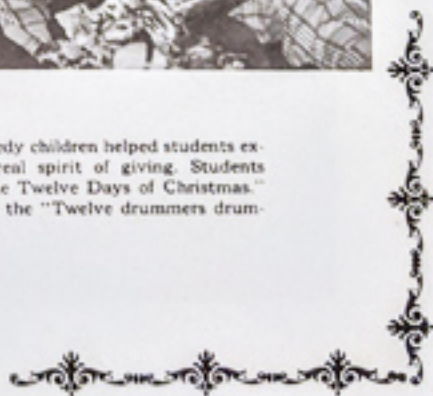 edy children helped students ex-
real spirit of giving. Students
e Twelve Days of Christmas."
the "Twelve drummers drum-